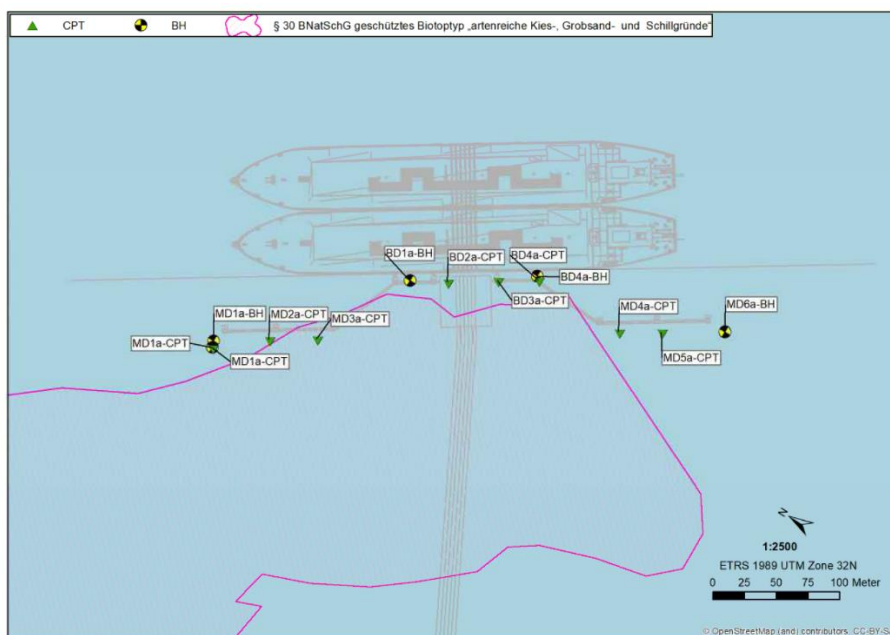 CPT BH § 30 BNatSchG geschütztes Biotoptyp „artenreiche Kies-, Grobsand- und Schillgründe“
BD1a-BH
BD2a-CPT
BD4a-CPT
BD4a-BH
BD3a-CPT
MD1a-BH
MD2a-CPT
MD3a-CPT
MD4a-CPT
MD6a-BH
MD1a-CPT
MD1a-CPT
MD5a-CPT
N
1:2500
ETRS 1989 UTM Zone 32N
0 25 50 75 100 Meter
© OpenStreetMap (and) contributors, CC-BY-S